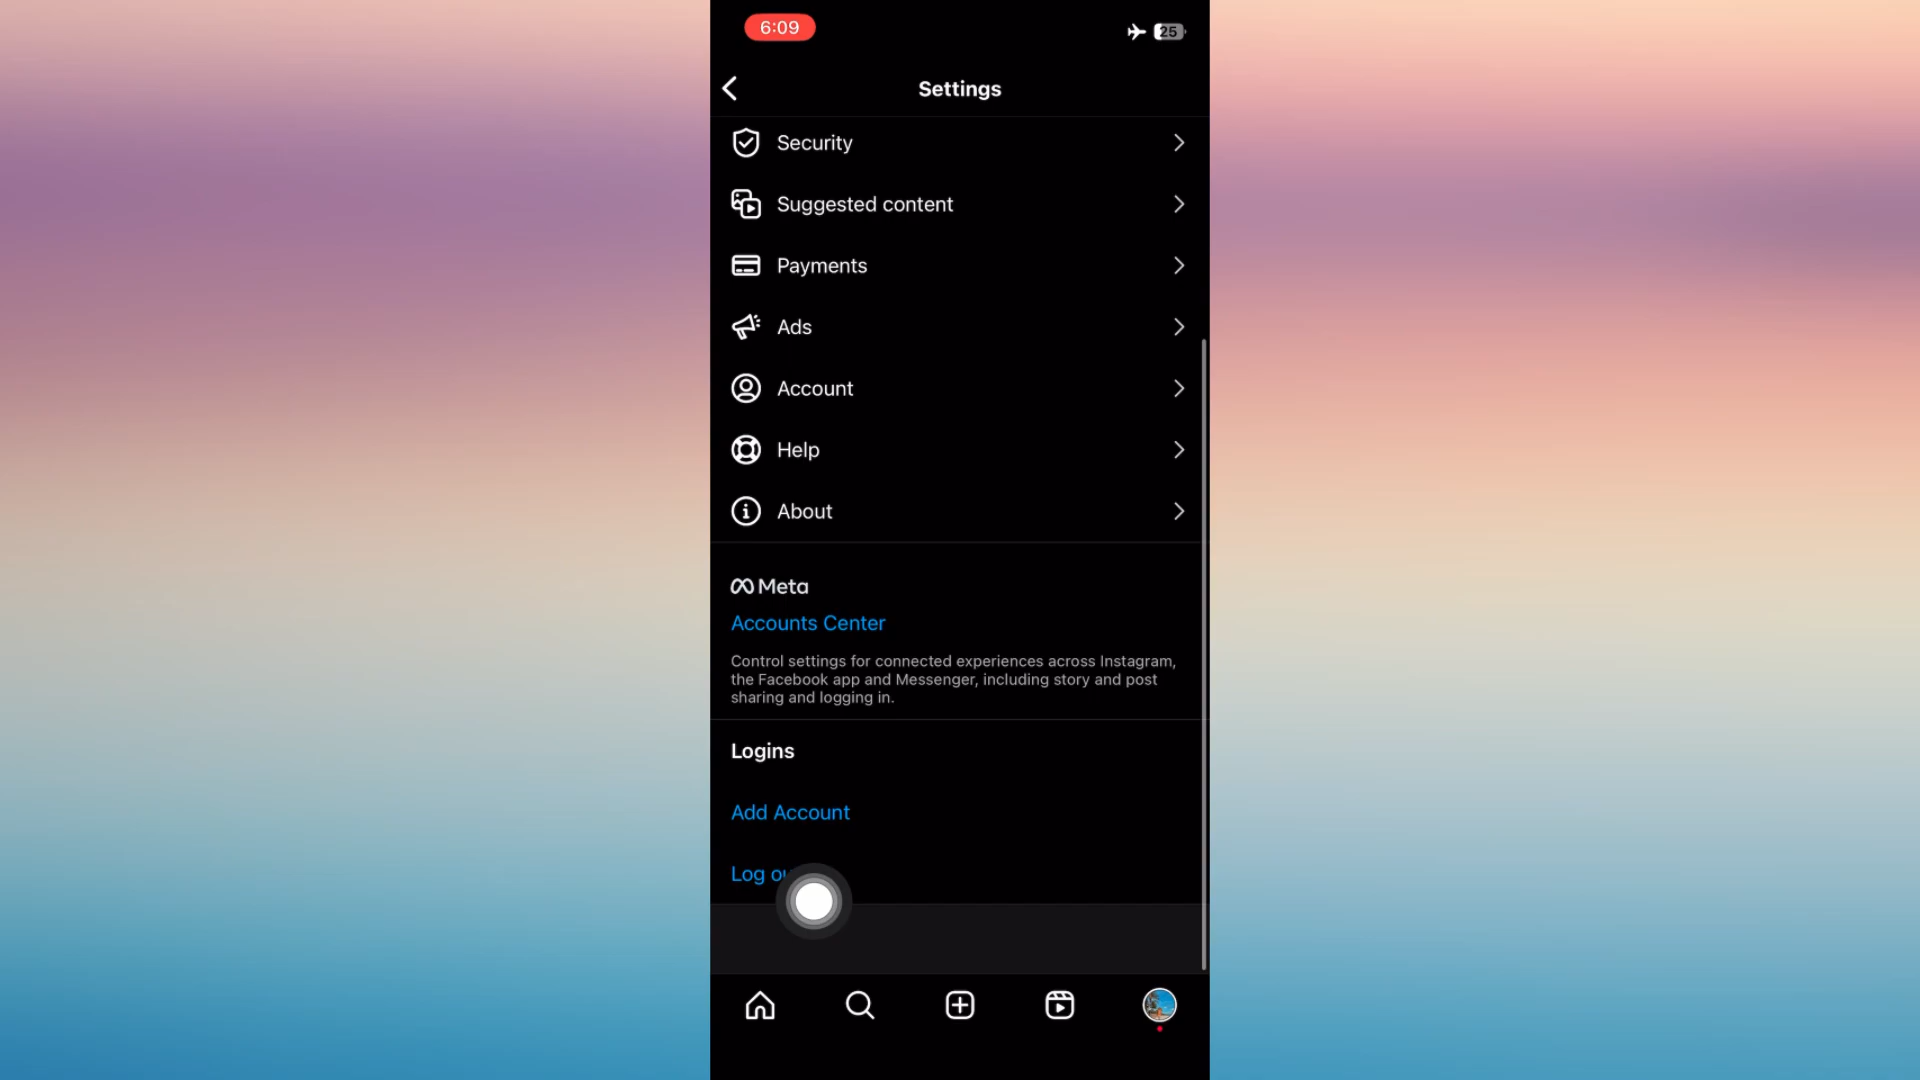 6:09
25
Settings
Security
Suggested content
Payments
Ads
Account
Help
About
Meta
Accounts Center
Control settings for connected experiences across Instagram,
the Facebook app and Messenger, including story and post
sharing and logging in.
Logins
Add Account
Log